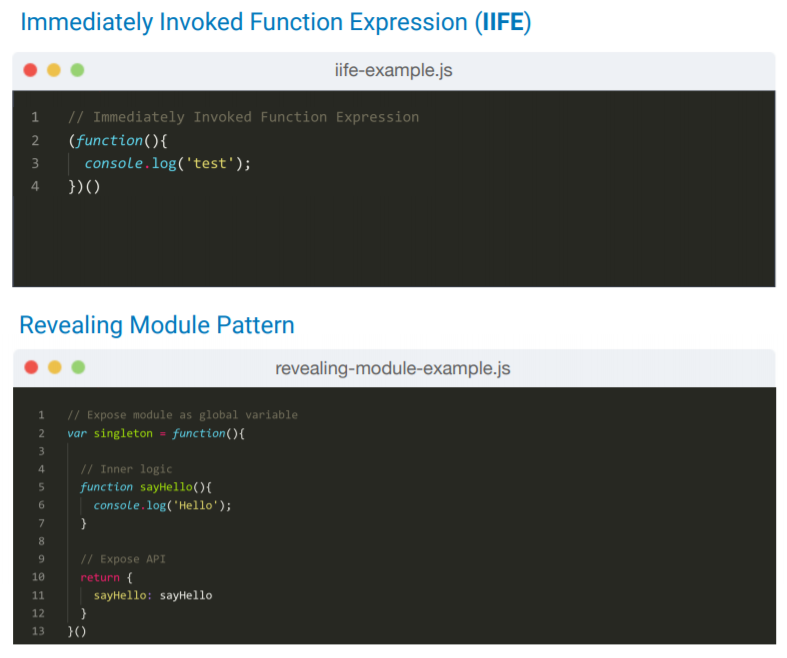 Immediately Invoked Function Expression (IIFE)
iife-example.js
1 // Immediately Invoked Function Expression
2 (function(){
3 console.log('test');
4 })()
Revealing Module Pattern
revealing-module-example.js
1 // Expose module as global variable
2 var singleton = function(){
3
4 // Inner logic
5 function sayHello(){
6 console.log('Hello');
7 }
8
9 // Expose API
10 return {
11 sayHello: sayHello
12 }
13 }()